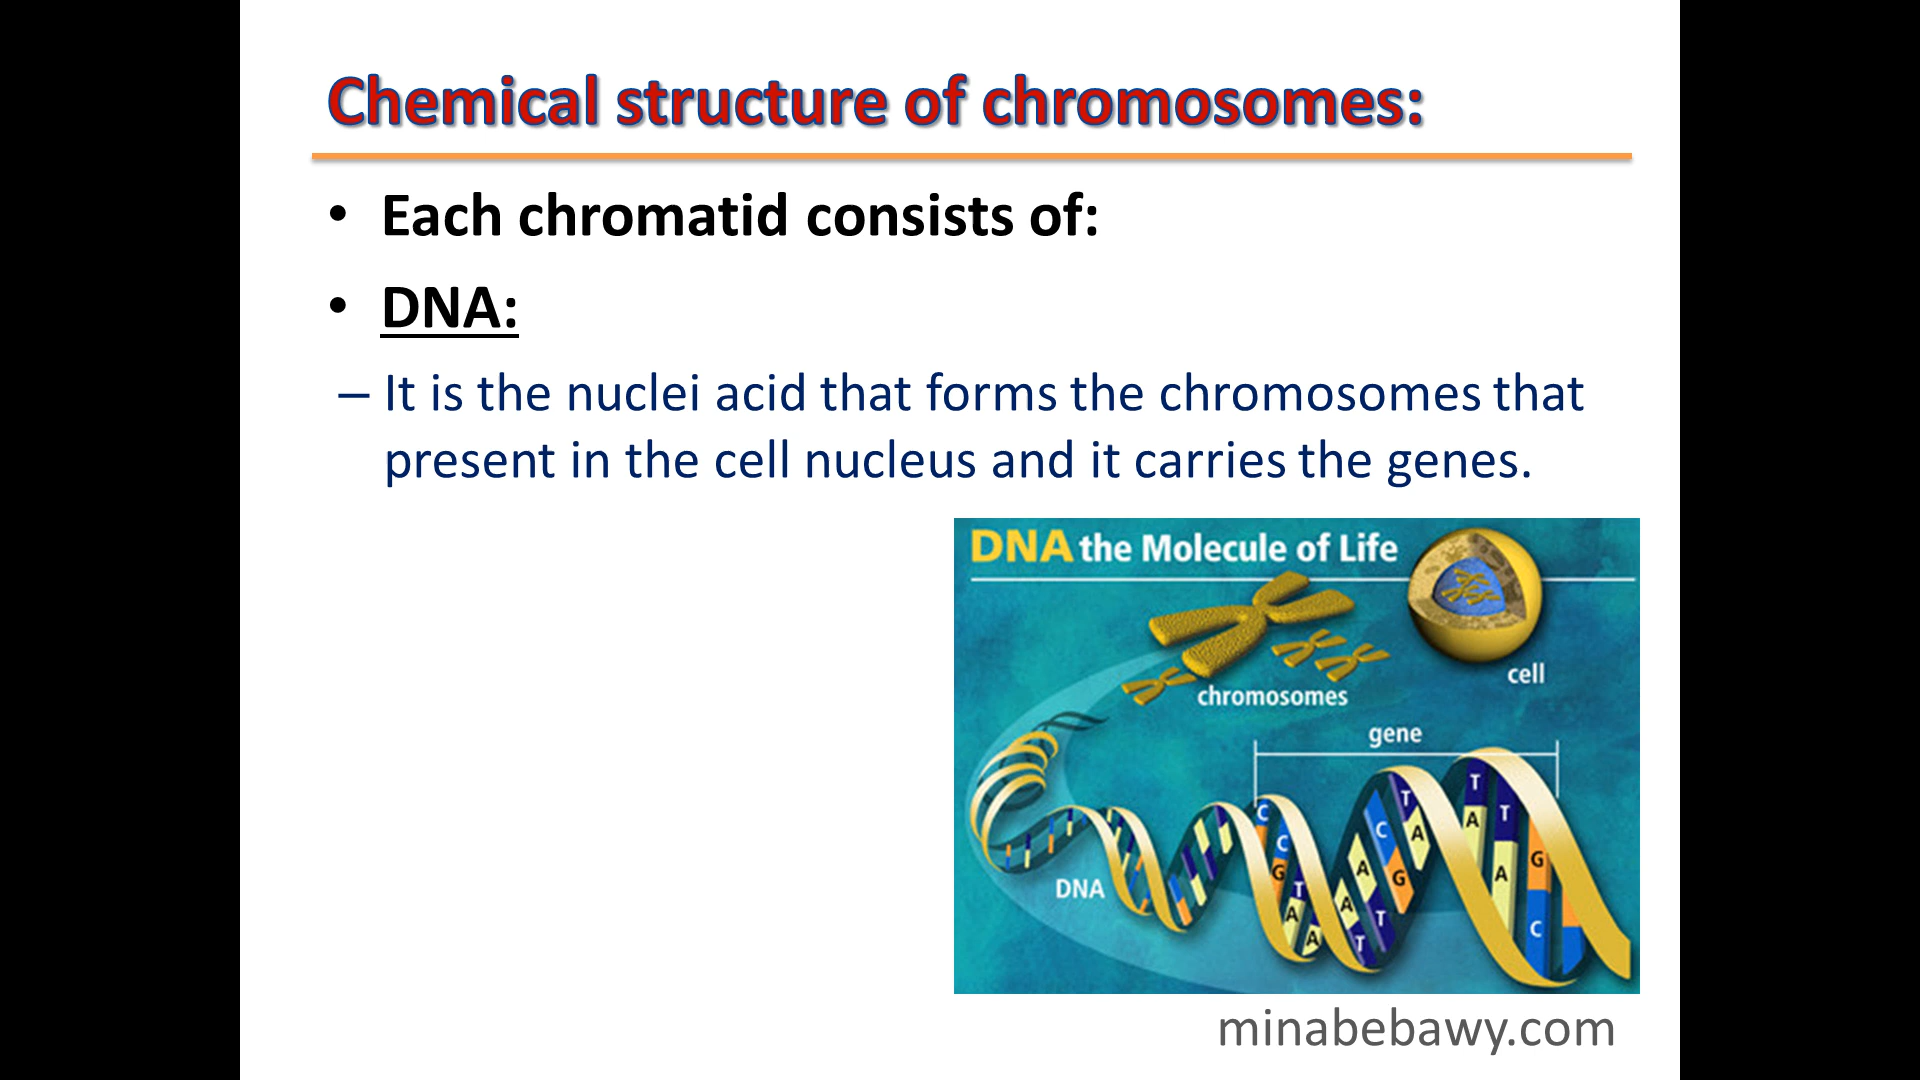 Chemical structure of chromosomes:
• Each chromatid consists of:
• DNA:
– It is the nuclei acid that forms the chromosomes that
present in the cell nucleus and it carries the genes.
DNA the Molecule of Life
cell
chromosomes
gene
DNA
C
C
G
T
A
A
A
T
A
T
C
G
T
A
T
A
T
A
G
C
minabebawy.com